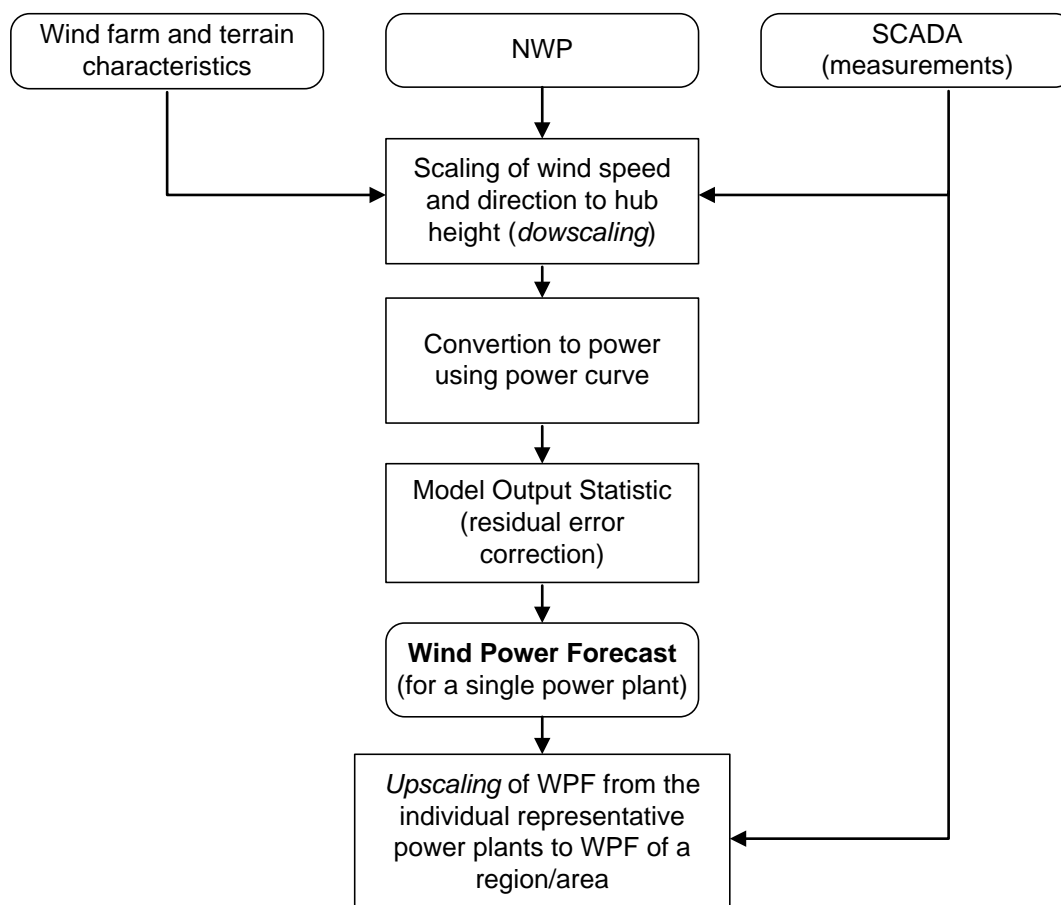 Wind farm and terrain
characteristics
NWP
SCADA
(measurements)
Scaling of wind speed
and direction to hub
height (dowscaling)
Convertion to power
using power curve
Model Output Statistic
(residual error
correction)
Wind Power Forecast
(for a single power plant)
Upscaling of WPF from the
individual representative
power plants to WPF of a
region/area